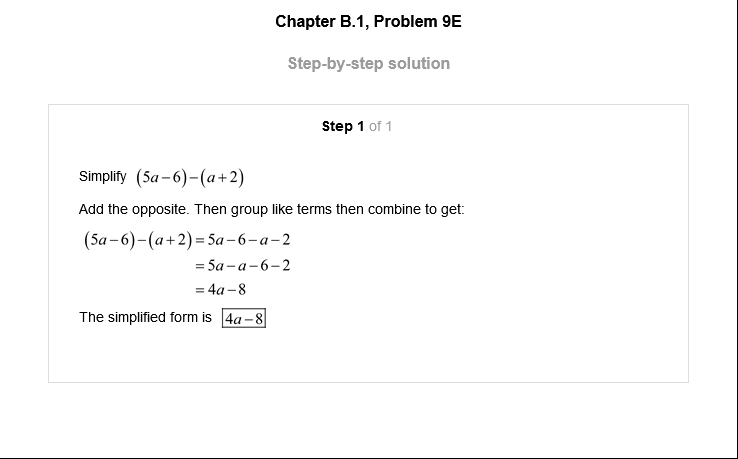 Chapter B.1, Problem 9E
Step-by-step solution
Step 1 of 1
Simplify (5a−6)−(a+2)
Add the opposite. Then group like terms then combine to get:
(5a−6)−(a+2)=5a−6−a−2
=5a−a−6−2
=4a−8
The simplified form is 4a−8